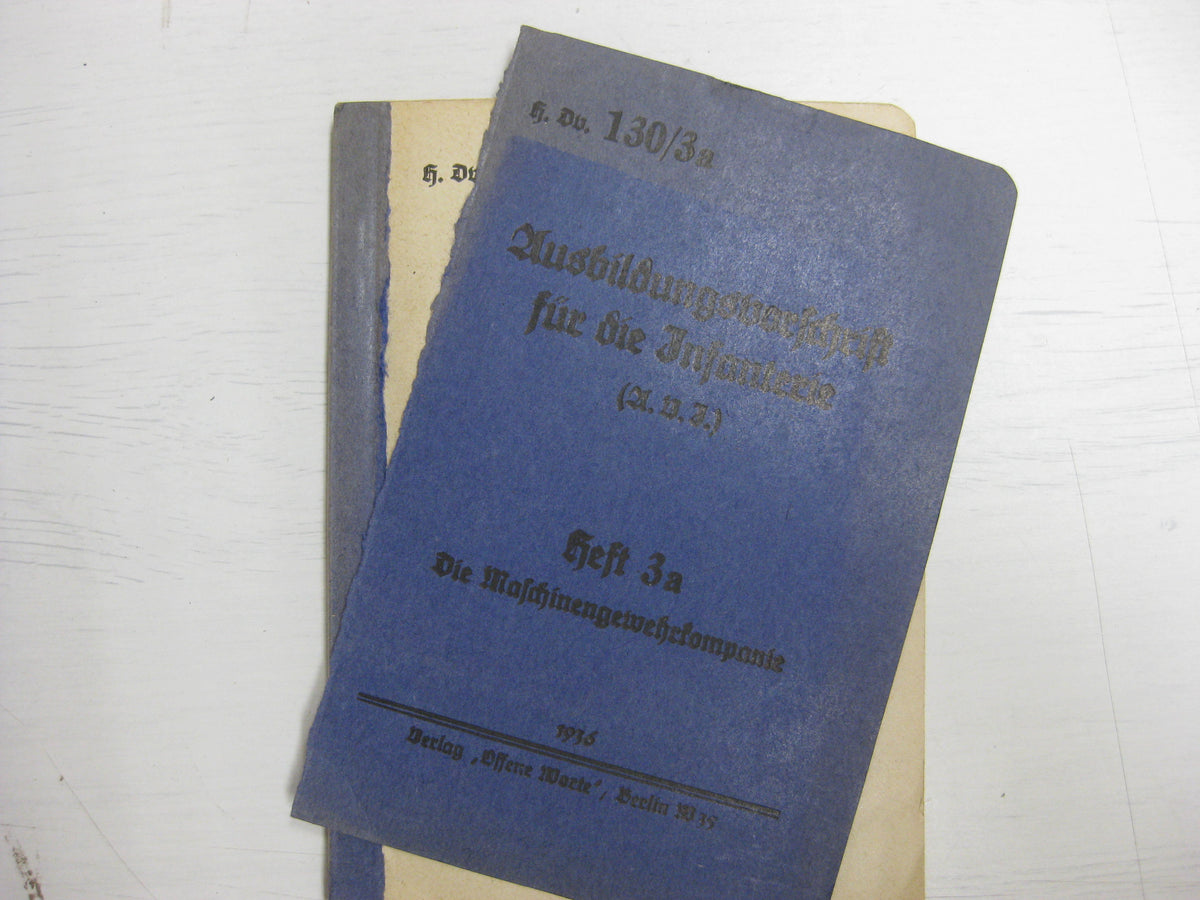 H. Dv. 130/3a
Ausbildungsvorschrift
für die Infanterie
(A. V. I.)
Heft 3a
Die Maschinengewehrkompanie
1936
Verlag „Offene Worte“, Berlin W 35
H. Dv